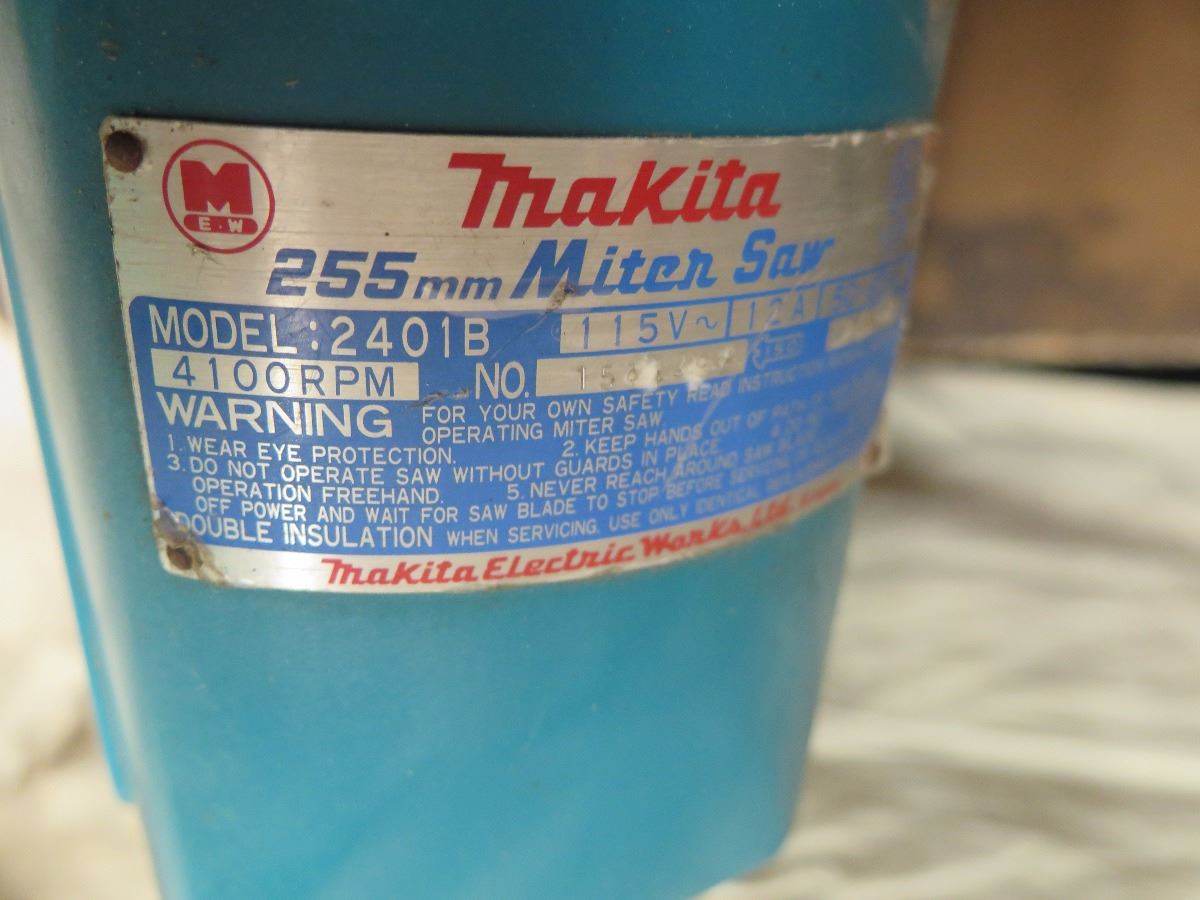 M
E·W
Makita
255mm Miter Saw
MODEL:2401B 115V~ 12A
4100RPM NO.
WARNING FOR YOUR OWN SAFETY READ INSTRUCTION
OPERATING MITER SAW.
1. WEAR EYE PROTECTION. 2. KEEP HANDS OUT OF PATH OF
3. DO NOT OPERATE SAW WITHOUT GUARDS IN PLACE. 4. DO NOT
OPERATION FREEHAND. 5. NEVER REACH AROUND SAW BLADE.
OFF POWER AND WAIT FOR SAW BLADE TO STOP BEFORE SERVICING
DOUBLE INSULATION WHEN SERVICING, USE ONLY IDENTICAL
Makita Electric Works, Ltd.